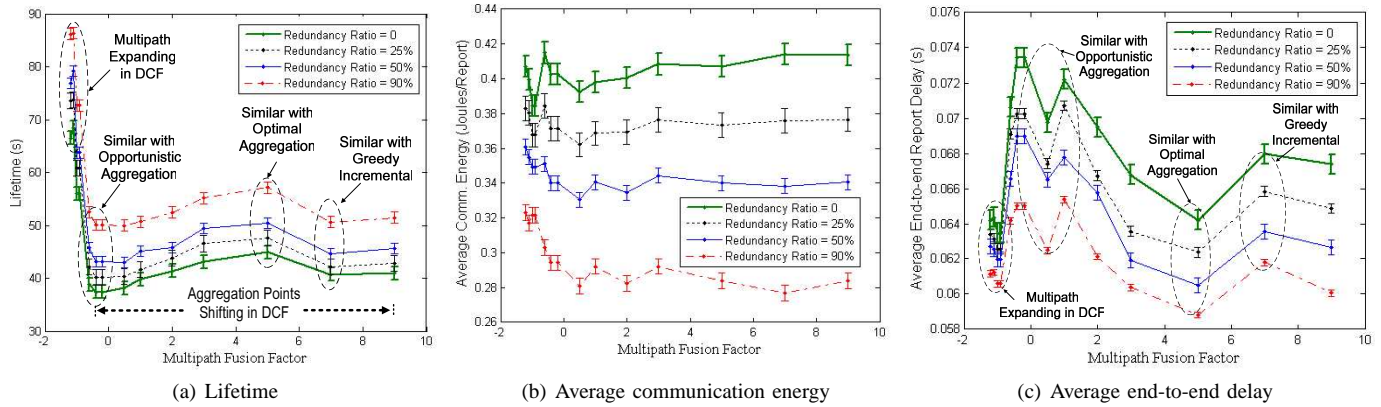 90
80
70
60
50
40
30
Lifetime (s)
-2
0
2
4
6
8
10
Multipath Fusion Factor
Redundancy Ratio = 0
Redundancy Ratio = 25%
Redundancy Ratio = 50%
Redundancy Ratio = 90%
Multipath
Expanding
in DCF
Similar with
Opportunistic
Aggregation
Similar with
Optimal
Aggregation
Similar with
Greedy
Incremental
Aggregation Points
Shifting in DCF
(a) Lifetime
0.44
0.42
0.4
0.38
0.36
0.34
0.32
0.3
0.28
0.26
Average Comm. Energy (Joules/Report)
-2
0
2
4
6
8
10
Multipath Fusion Factor
Redundancy Ratio = 0
Redundancy Ratio = 25%
Redundancy Ratio = 50%
Redundancy Ratio = 90%
(b) Average communication energy
0.076
0.074
0.072
0.07
0.068
0.066
0.064
0.062
0.06
0.058
Average End-to-End Report Delay (s)
-2
0
2
4
6
8
10
Multipath Fusion Factor
Redundancy Ratio = 0
Redundancy Ratio = 25%
Redundancy Ratio = 50%
Redundancy Ratio = 90%
Similar with
Opportunistic
Aggregation
Similar with
Greedy
Incremental
Similar with
Optimal
Aggregation
Multipath
Expanding in DCF
(c) Average end-to-end delay